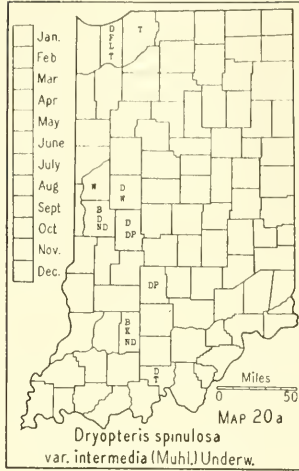 Jan.
Feb
Mar
Apr
May
June
July
Aug
Sept
Oct
Nov.
Dec.
D
F
L
T
T
W
D
W
B
D
ND
D
DP
DP
B
K
ND
D
T
Miles
0 50
MAP 20a
Dryopteris spinulosa
var. intermedia (Muhl.) Underw.